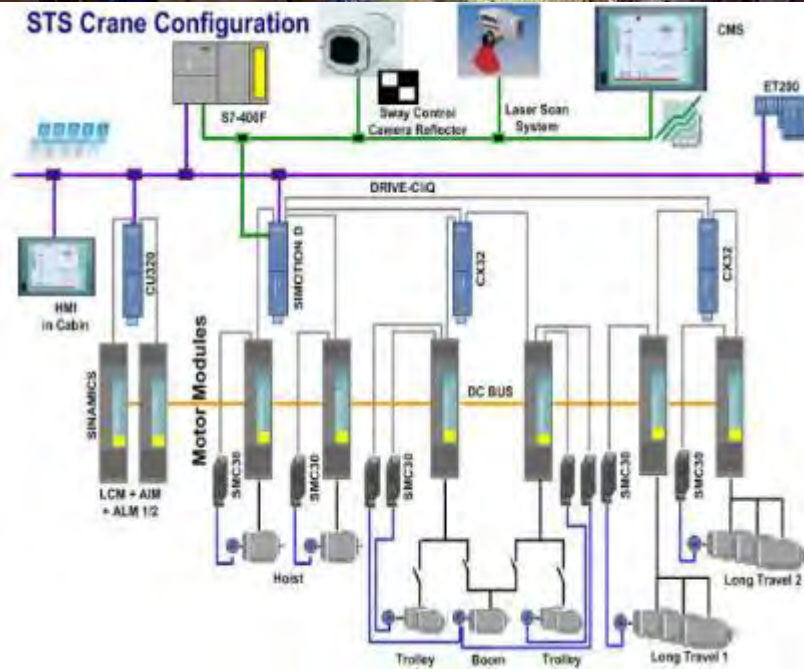 STS Crane Configuration
CMS
ET200
S7-400F
Sway Control
Camera Reflector
Laser Scan
System
DRIVE-CliQ
HMI
in Cabin
CU320
SIMOTION D
CX32
CX32
SINAMICS
Motor Modules
DC BUS
LCM + AIM
+ ALM 1/2
SMC30
SMC30
SMC30
SMC30
SMC30
Hoist
Long Travel 2
Trolley
Boom
Trolley
Long Travel 1